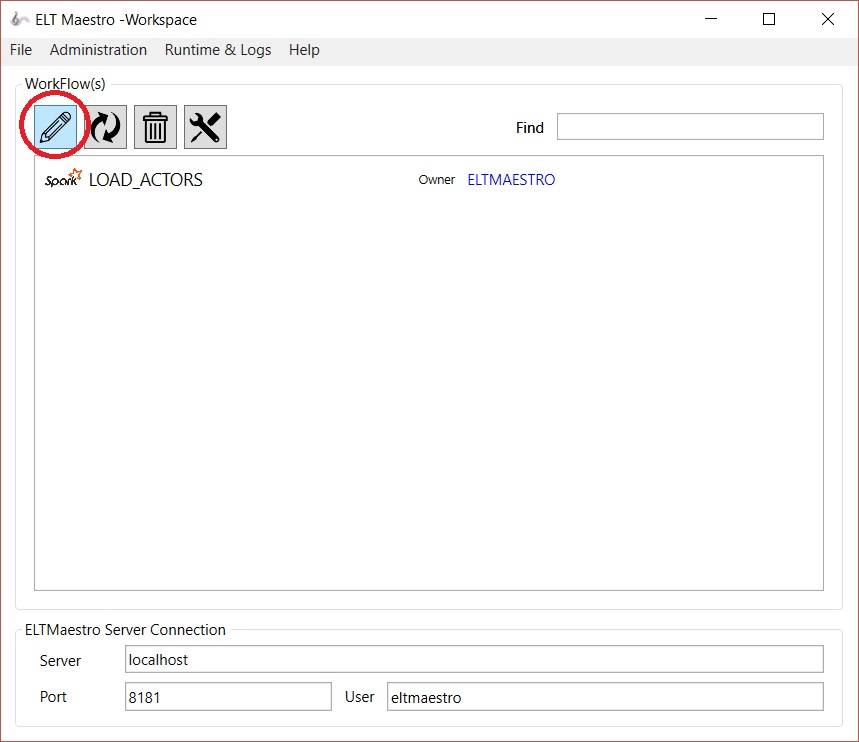 ELT Maestro -Workspace
File Administration Runtime & Logs Help
WorkFlow(s)
Find
Spark LOAD_ACTORS Owner ELTMAESTRO
ELTMaestro Server Connection
Server localhost
Port 8181 User eltmaestro